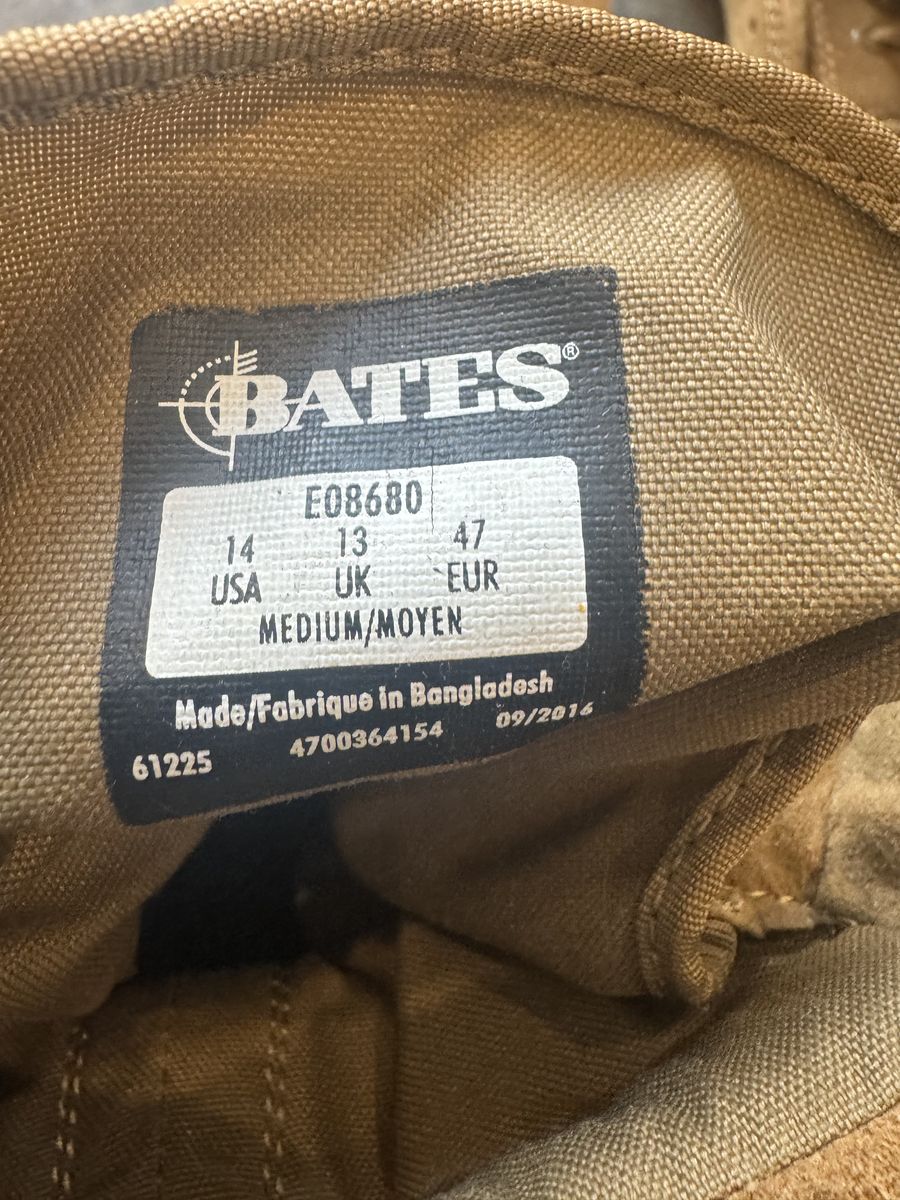 BATES®
E08680
14 13 47
USA UK EUR
MEDIUM/MOYEN
Made/Fabrique in Bangladesh
61225 4700364154 09/2016